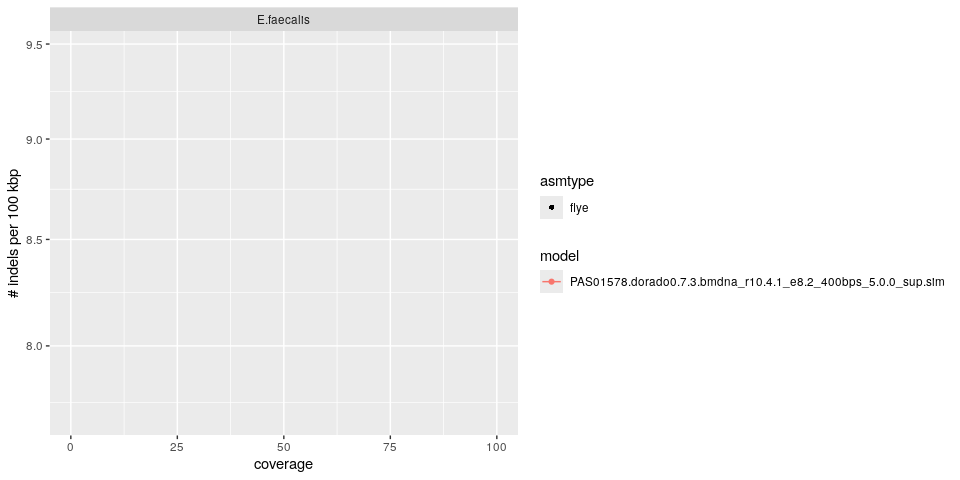 E.faecalis
9.5
9.0
8.5
8.0
# indels per 100 kbp
0 25 50 75 100
coverage
asmtype
flye
model
PAS01578.dorado0.7.3.bmdna_r10.4.1_e8.2_400bps_5.0.0_sup.sim